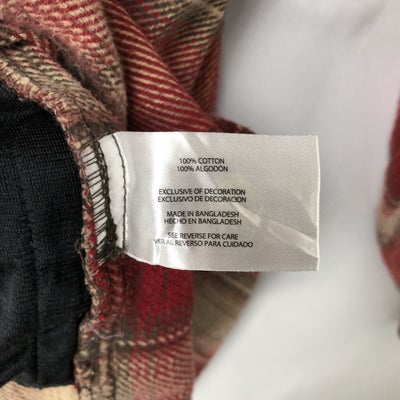 100% COTTON
100% ALGODÓN
EXCLUSIVE OF DECORATION
EXCLUSIVO DE DECORACION
MADE IN BANGLADESH
HECHO EN BANGLADESH
SEE REVERSE FOR CARE
VER AL REVERSO PARA CUIDADO